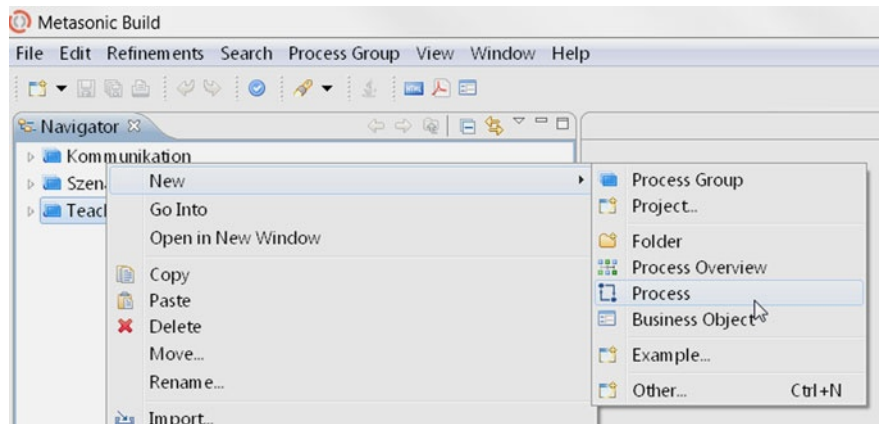 Metasonic Build
File Edit Refinements Search Process Group View Window Help
Navigator
Kommunikation
New
Go Into
Open in New Window
Copy
Paste
Delete
Move...
Rename...
Import...
Process Group
Project...
Folder
Process Overview
Process
Business Object
Example...
Other... Ctrl+N